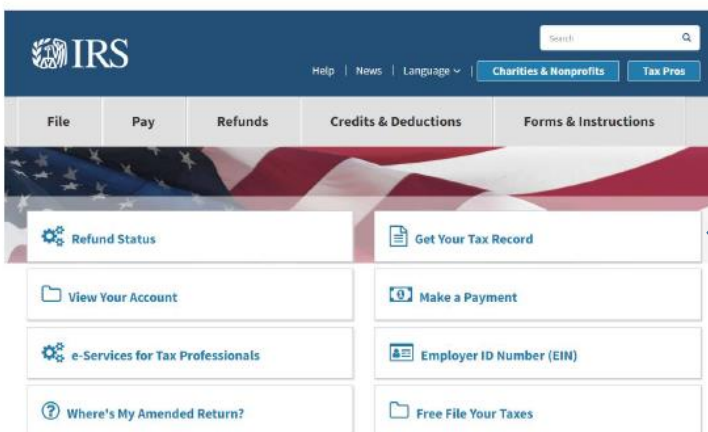 IRS
Search
Help | News | Language | Charities & Nonprofits Tax Pros
File Pay Refunds Credits & Deductions Forms & Instructions
Refund Status
Get Your Tax Record
View Your Account
Make a Payment
e-Services for Tax Professionals
Employer ID Number (EIN)
Where's My Amended Return?
Free File Your Taxes